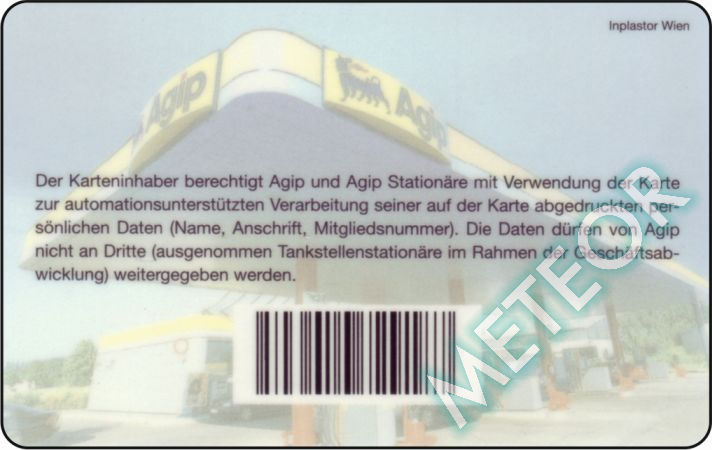 Inplastor Wien
Agip
Agip
Der Karteninhaber berechtigt Agip und Agip Stationäre mit Verwendung der Karte
zur automationsunterstützten Verarbeitung seiner auf der Karte abgedruckten per-
sönlichen Daten (Name, Anschrift, Mitgliedsnummer). Die Daten dürfen von Agip
nicht an Dritte (ausgenommen Tankstellenstationäre im Rahmen der Geschäftsab-
wicklung) weitergegeben werden.
METEOR